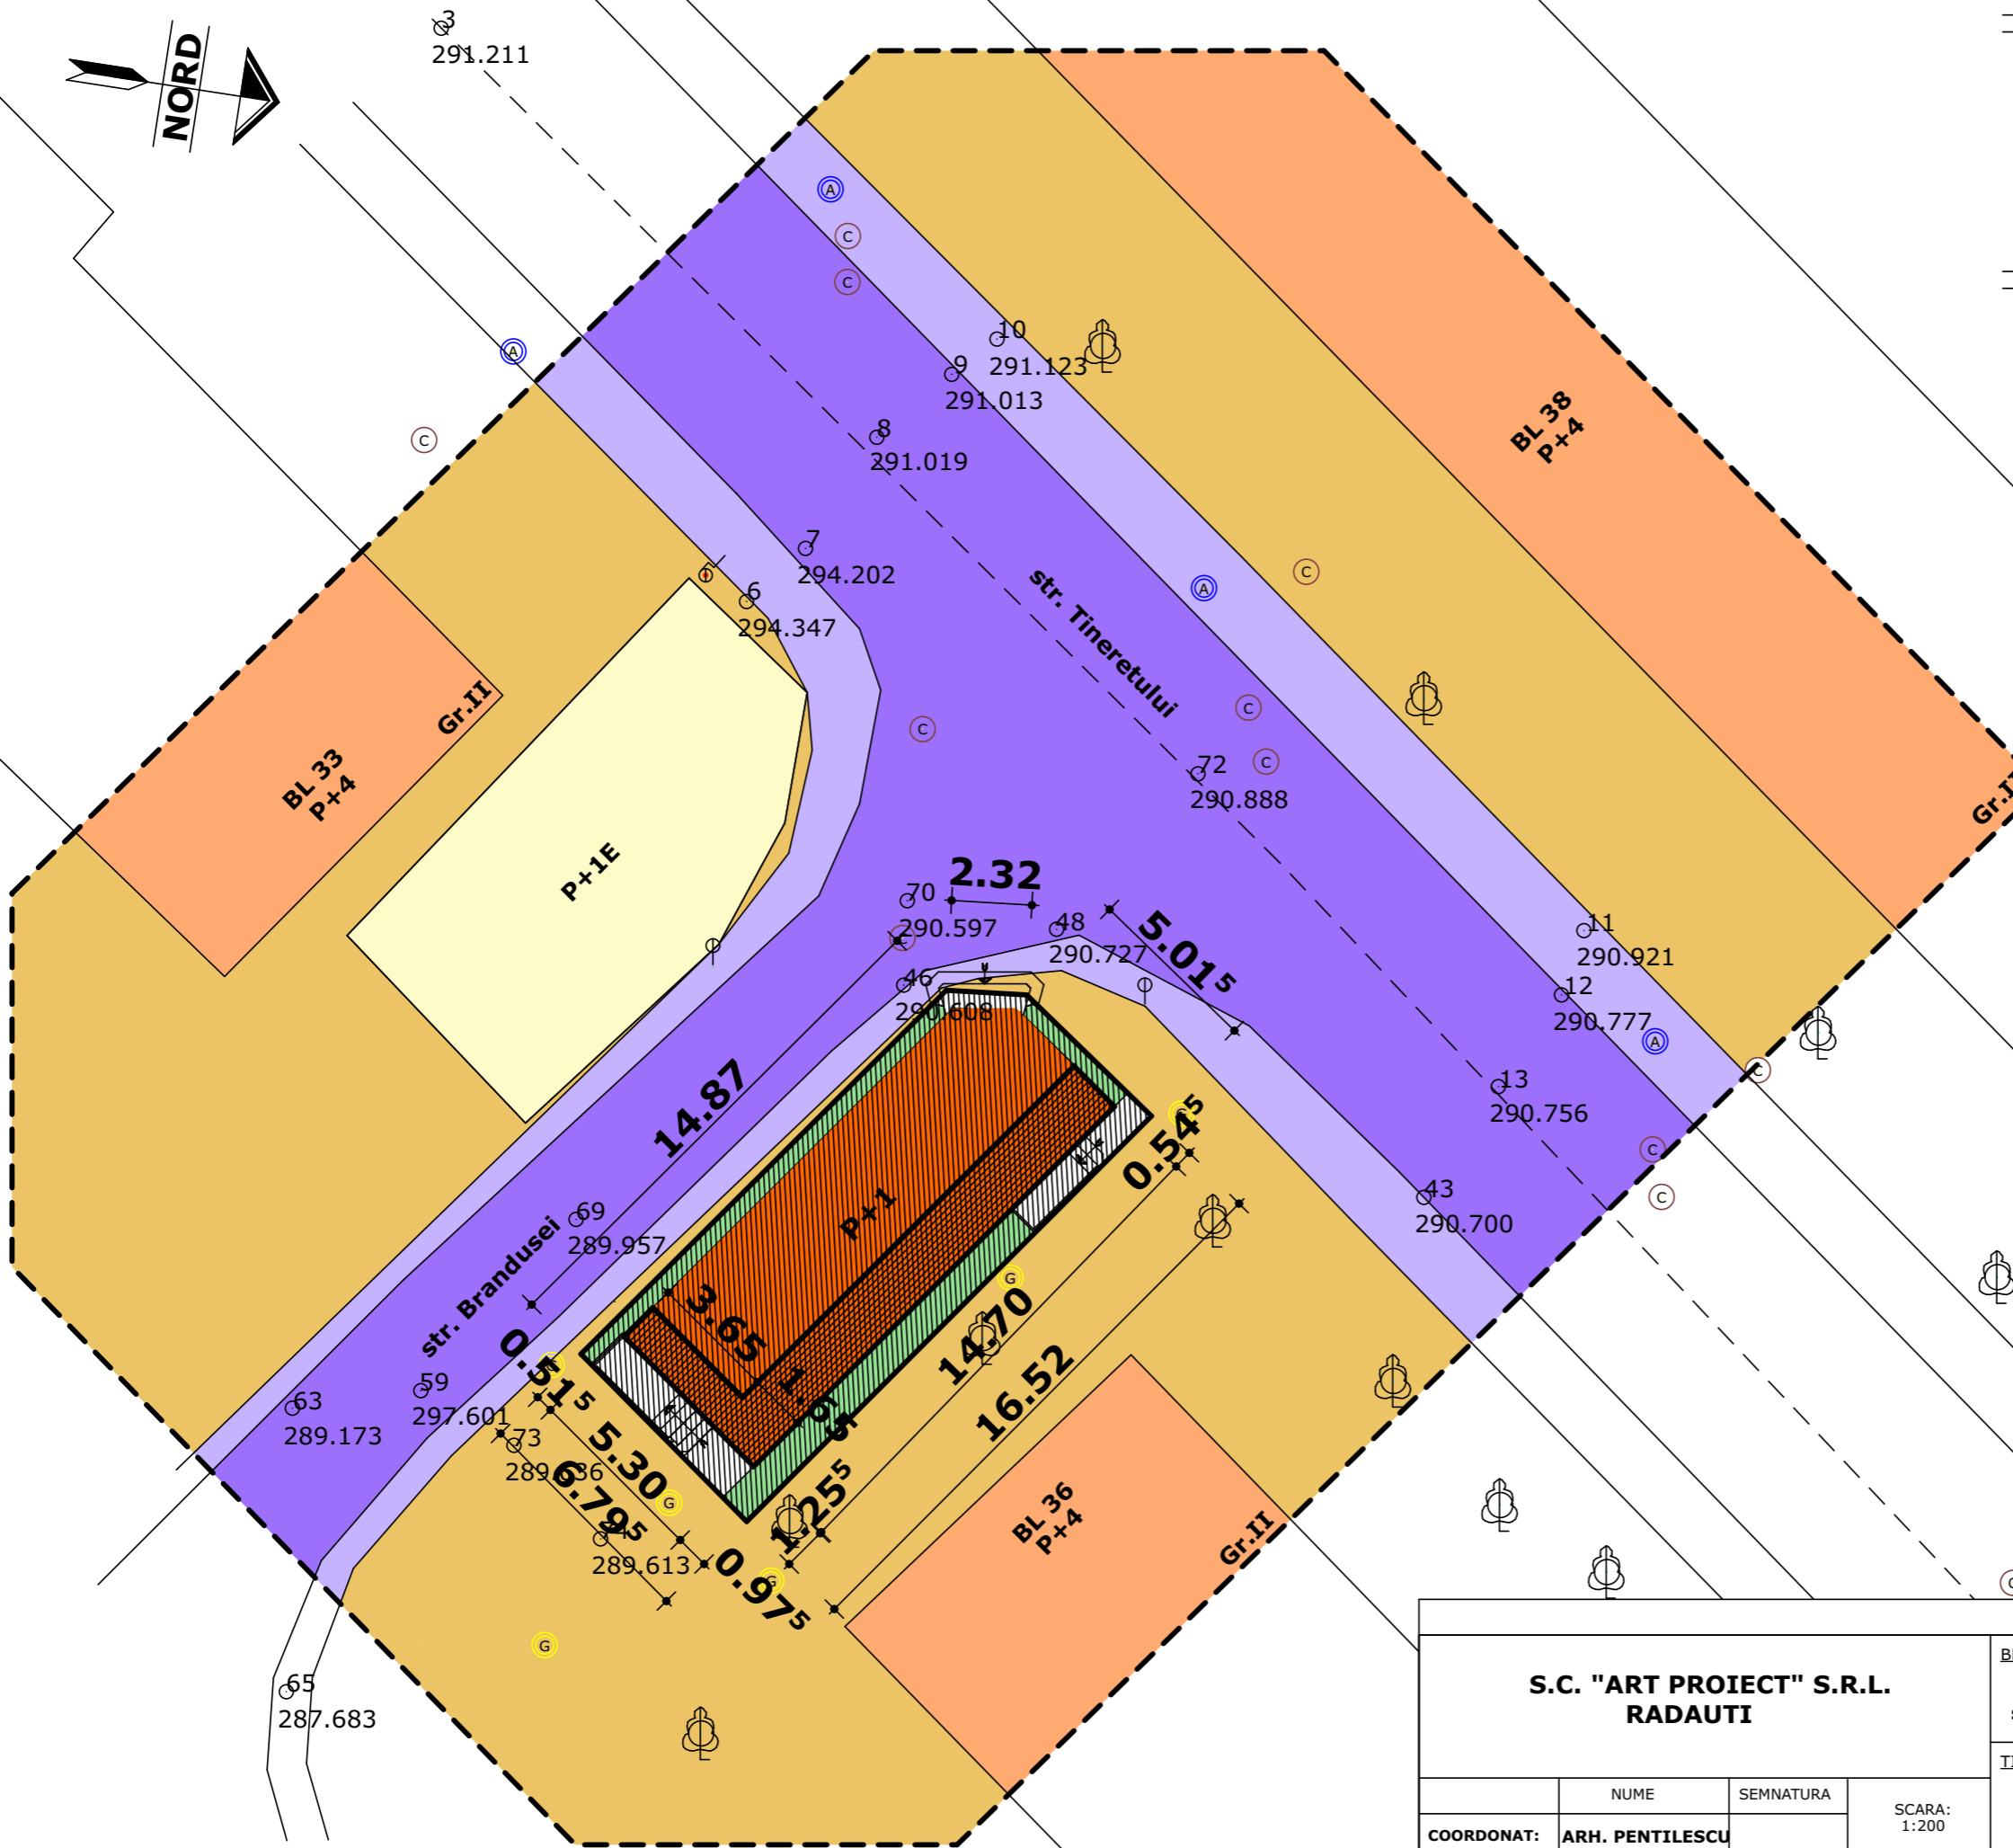 NORD
3
291.211
A
C
C
10
291.123
9
291.013
8
291.019
A
C
7
294.202
6
294.347
BL 38
P+4
C
A
str. Tineretului
C
C
C
72
290.888
Gr.II
BL 33
P+4
P+1E
2.32
70
290.597
C
48
290.727
5.01⁵
11
290.921
12
290.777
A
C
46
290.608
13
290.756
C
C
14.87
G
0.54⁵
43
290.700
P+1
69
289.957
str. Brandusei
3.65
1.65
G
14.70
16.52
63
289.173
59
297.601
G
0.51⁵
73
5.30
6.79⁵
G
289.613
1.25⁵
0.97⁵
G
G
BL 36
P+4
Gr.II
65
287.683
S.C. "ART PROIECT" S.R.L.
RADAUTI
NUME
SEMNATURA
SCARA:
1:200
COORDONAT:
ARH. PENTILESCU